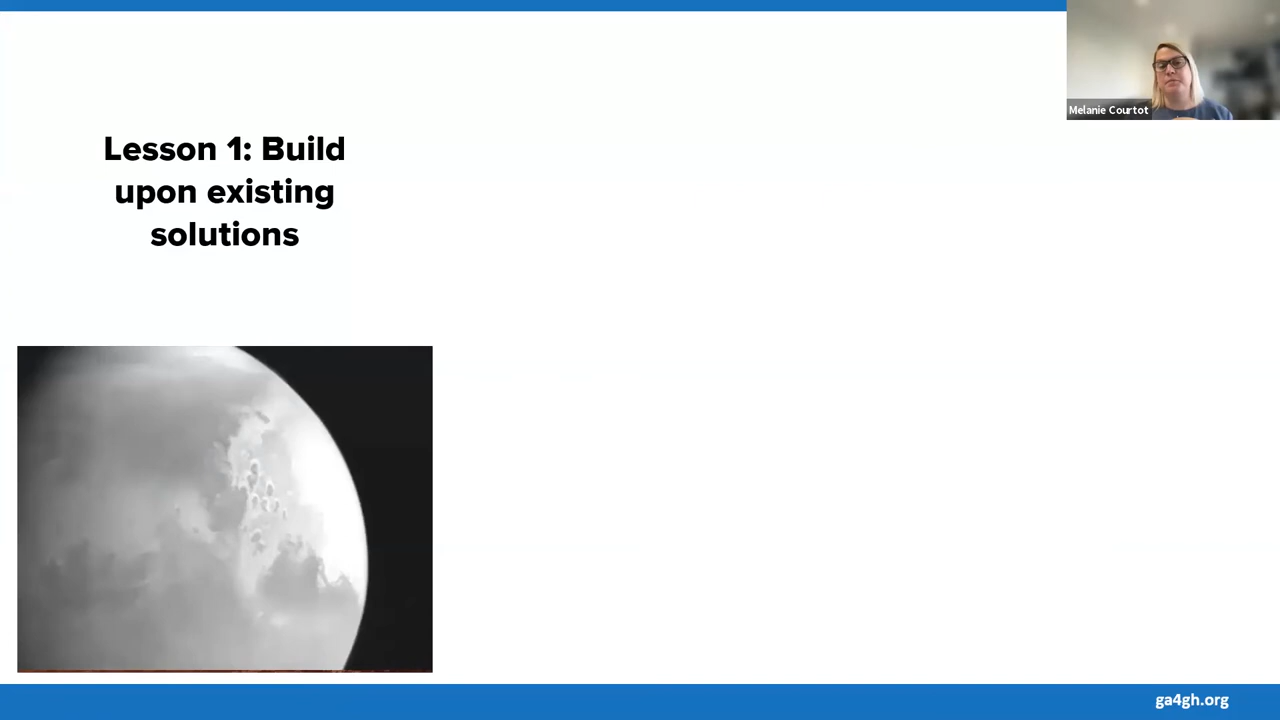 Melanie Courtot
Lesson 1: Build
upon existing
solutions
ga4gh.org